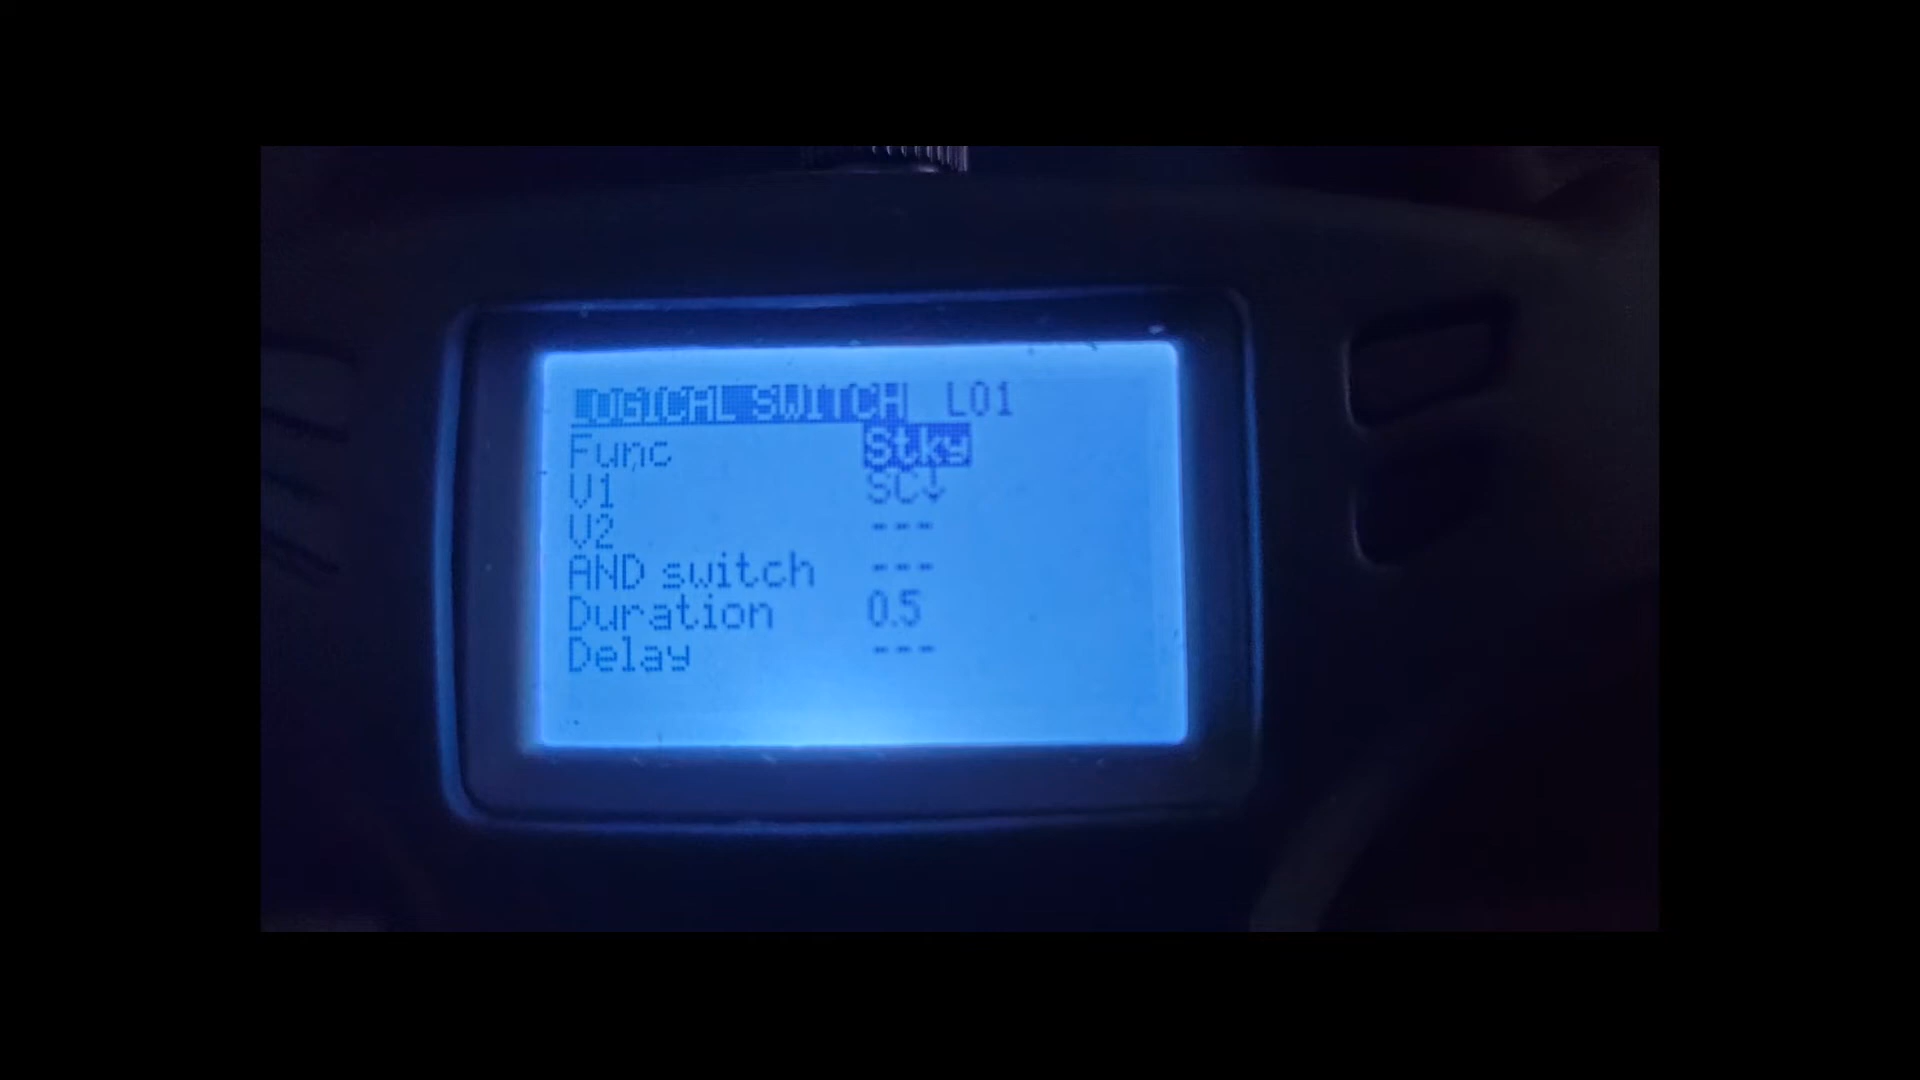 LOGICAL SWITCH L01
Func Stky
V1 SC↓
V2 ---
AND switch ---
Duration 0.5
Delay ---